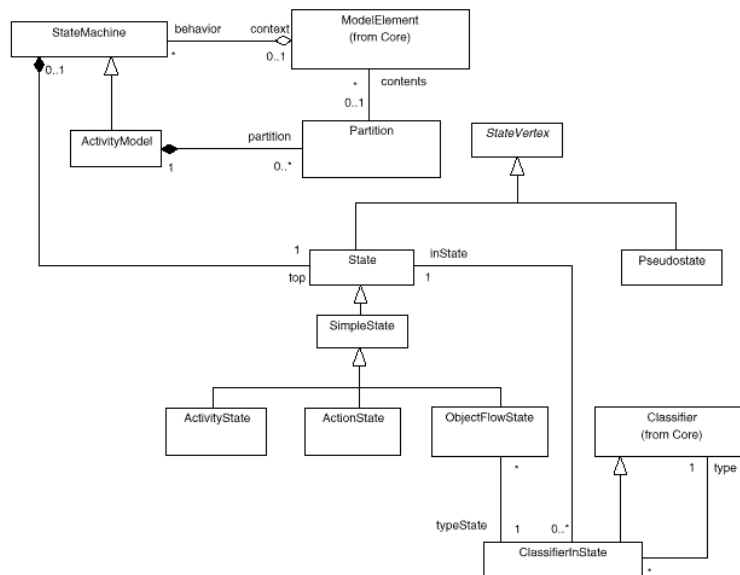 StateMachine
behavior
context
ModelElement
(from Core)
0..1
*
0..1
*
contents
0..1
ActivityModel
partition
Partition
1
0..*
StateVertex
1
State
inState
Pseudostate
top
1
SimpleState
ActivityState
ActionState
ObjectFlowState
Classifier
(from Core)
1
type
*
typeState
1
0..*
ClassifierInState
*